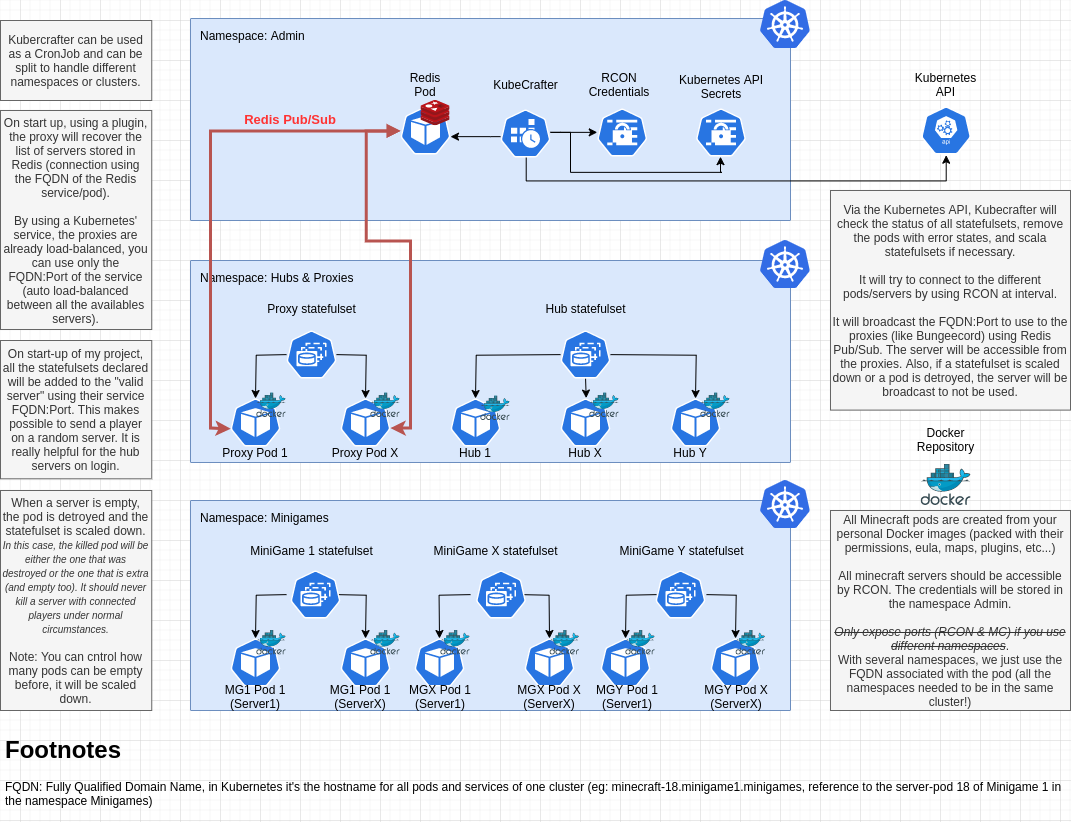 Kubercrafter can be used
as a CronJob and can be
split to handle different
namespaces or clusters.
On start up, using a plugin,
the proxy will recover the
list of servers stored in
Redis (connection using
the FQDN of the Redis
service/pod).
By using a Kubernetes'
service, the proxies are
already load-balanced, you
can use only the
FQDN:Port of the service
(auto load-balanced
between all the availables
servers).
On start-up of my project,
all the statefulsets declared
will be added to the "valid
server" using their service
FQDN:Port. This makes
possible to send a player
on a random server. It is
really helpful for the hub
servers on login.
When a server is empty,
the pod is detroyed and the
statefulset is scaled down.
In this case, the killed pod will be
either the one that was
destroyed or the one that is extra
(and empty too). It should never
kill a server with connected
players under normal
circumstances.
Note: You can cntrol how
many pods can be empty
before, it will be scaled
down.
Namespace: Admin
Redis
Pod
KubeCrafter
RCON
Credentials
Kubernetes API
Secrets
Redis Pub/Sub
Namespace: Hubs & Proxies
Proxy statefulset
Hub statefulset
docker
docker
docker
docker
docker
Proxy Pod 1
Proxy Pod X
Hub 1
Hub X
Hub Y
Namespace: Minigames
MiniGame 1 statefulset
MiniGame X statefulset
MiniGame Y statefulset
docker
docker
docker
docker
docker
docker
MG1 Pod 1
(Server1)
MG1 Pod 1
(ServerX)
MGX Pod 1
(Server1)
MGX Pod X
(ServerX)
MGY Pod 1
(Server1)
MGY Pod X
(ServerX)
Kubernetes
API
api
Via the Kubernetes API, Kubecrafter will
check the status of all statefulsets, remove
the pods with error states, and scala
statefulsets if necessary.
It will try to connect to the different
pods/servers by using RCON at interval.
It will broadcast the FQDN:Port to use to the
proxies (like Bungeecord) using Redis
Pub/Sub. The server will be accessible from
the proxies. Also, if a statefulset is scaled
down or a pod is detroyed, the server will be
broadcast to not be used.
Docker
Repository
docker
All Minecraft pods are created from your
personal Docker images (packed with their
permissions, eula, maps, plugins, etc...)
All minecraft servers should be accessible
by RCON. The credentials will be stored in
the namespace Admin.
Only expose ports (RCON & MC) if you use
different namespaces.
With several namespaces, we just use the
FQDN associated with the pod (all the
namespaces needed to be in the same
cluster!)
Footnotes
FQDN: Fully Qualified Domain Name, in Kubernetes it's the hostname for all pods and services of one cluster (eg: minecraft-18.minigame1.minigames, reference to the server-pod 18 of Minigame 1 in
the namespace Minigames)